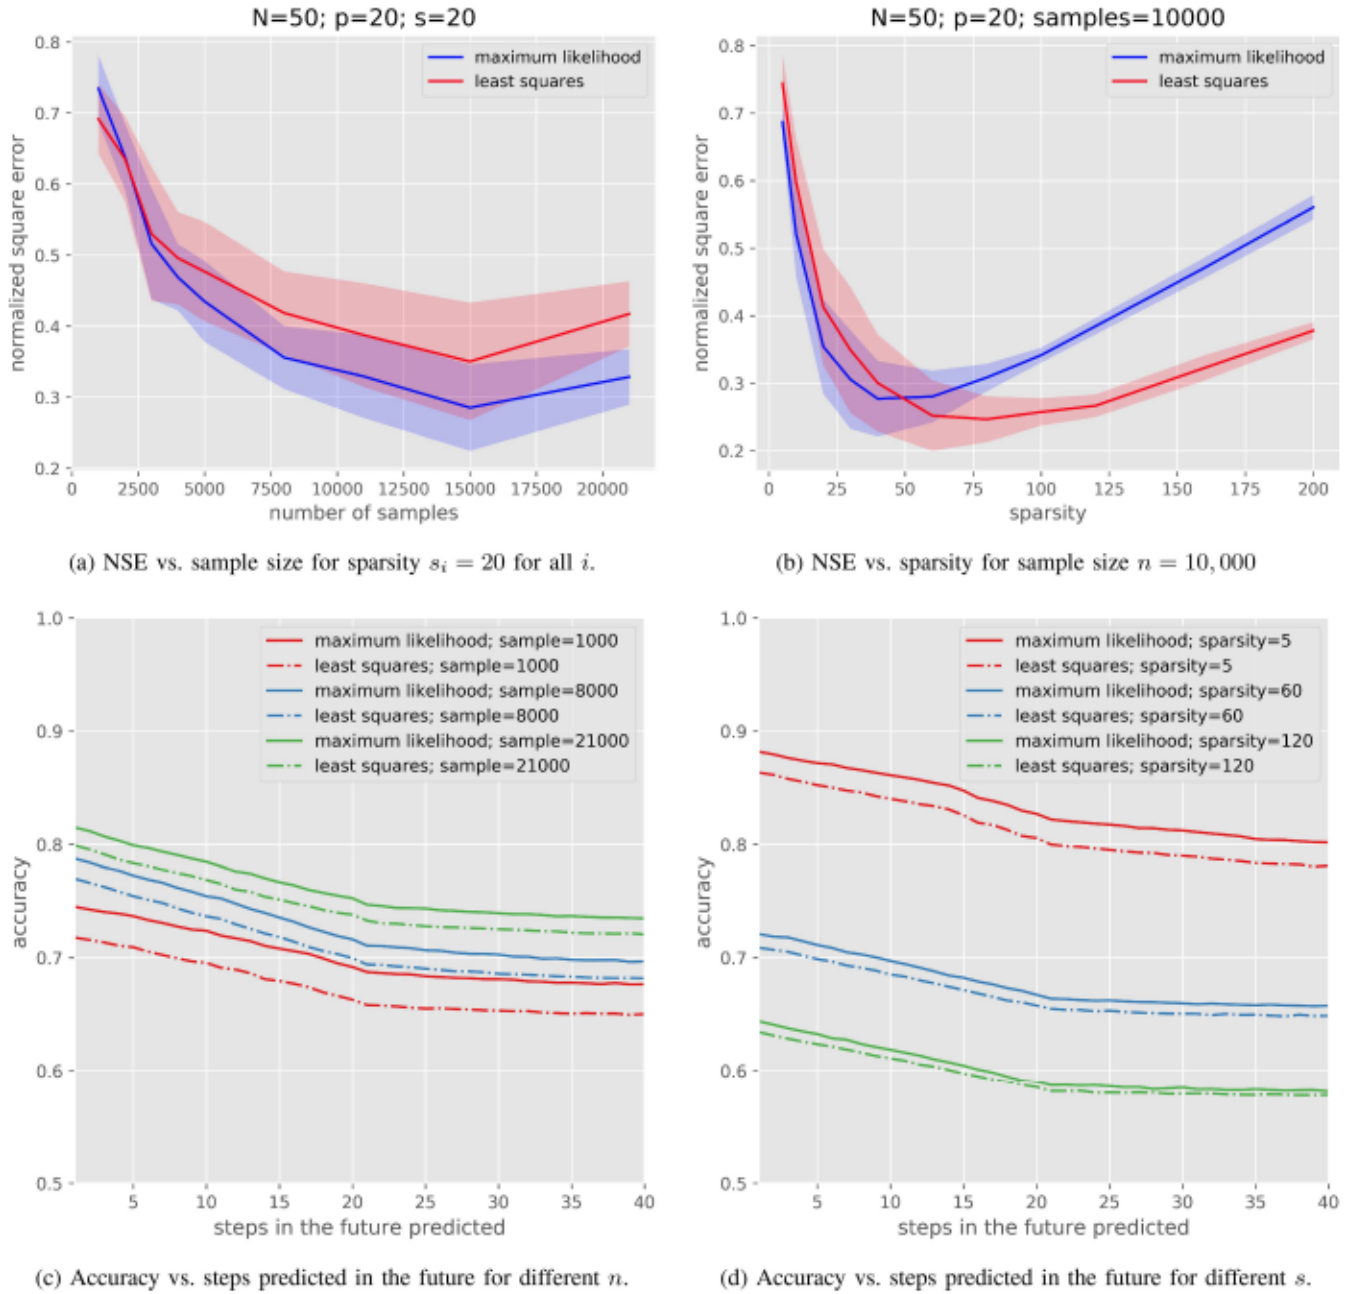 N=50; p=20; s=20
maximum likelihood
least squares
normalized square error
0.8
0.7
0.6
0.5
0.4
0.3
0.2
0 2500 5000 7500 10000 12500 15000 17500 20000
number of samples
(a) NSE vs. sample size for sparsity s_i = 20 for all i.
N=50; p=20; samples=10000
maximum likelihood
least squares
normalized square error
0.8
0.7
0.6
0.5
0.4
0.3
0.2
0 25 50 75 100 125 150 175 200
sparsity
(b) NSE vs. sparsity for sample size n = 10,000
maximum likelihood; sample=1000
least squares; sample=1000
maximum likelihood; sample=8000
least squares; sample=8000
maximum likelihood; sample=21000
least squares; sample=21000
accuracy
1.0
0.9
0.8
0.7
0.6
0.5
5 10 15 20 25 30 35 40
steps in the future predicted
(c) Accuracy vs. steps predicted in the future for different n.
maximum likelihood; sparsity=5
least squares; sparsity=5
maximum likelihood; sparsity=60
least squares; sparsity=60
maximum likelihood; sparsity=120
least squares; sparsity=120
accuracy
1.0
0.9
0.8
0.7
0.6
0.5
5 10 15 20 25 30 35 40
steps in the future predicted
(d) Accuracy vs. steps predicted in the future for different s.